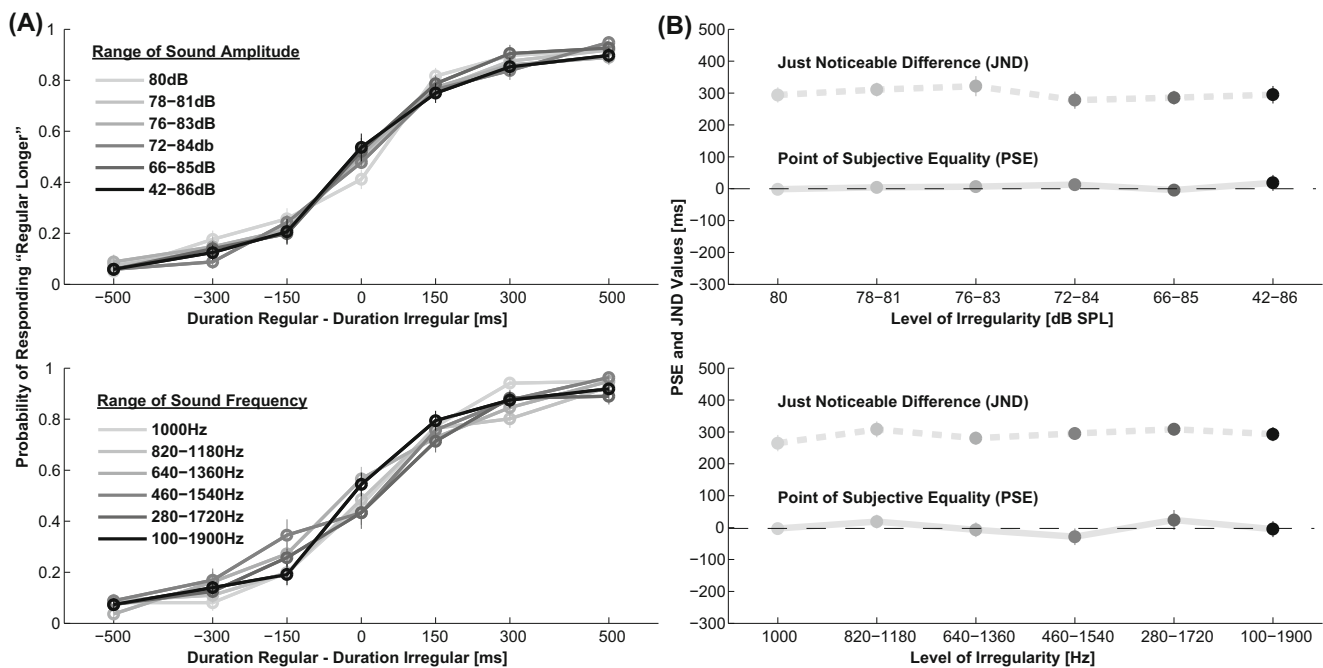 (A)
Probability of Responding “Regular Longer”
1
0.8
0.6
0.4
0.2
0
Range of Sound Amplitude
80dB
78−81dB
76−83dB
72−84db
66−85dB
42−86dB
−500
−300
−150
0
150
300
500
Duration Regular - Duration Irregular [ms]
1
0.8
0.6
0.4
0.2
0
Range of Sound Frequency
1000Hz
820−1180Hz
640−1360Hz
460−1540Hz
280−1720Hz
100−1900Hz
−500
−300
−150
0
150
300
500
Duration Regular - Duration Irregular [ms]
(B)
PSE and JND Values [ms]
500
400
300
200
100
0
−100
−200
−300
Just Noticeable Difference (JND)
Point of Subjective Equality (PSE)
80
78−81
76−83
72−84
66−85
42−86
Level of Irregularity [dB SPL]
500
400
300
200
100
0
−100
−200
−300
Just Noticeable Difference (JND)
Point of Subjective Equality (PSE)
1000
820−1180
640−1360
460−1540
280−1720
100−1900
Level of Irregularity [Hz]